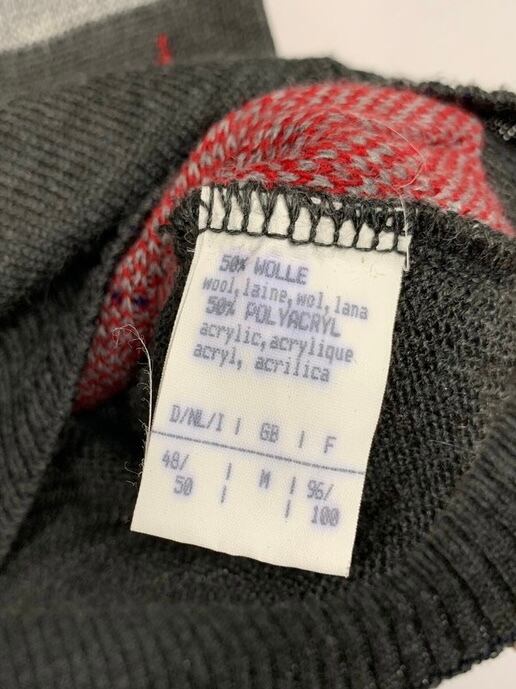 50% WOLLE
wool, laine, wol, lana
50% POLYACRYL
acrylic, acrylique
acryl, acrilica
D/NL/I | GB | F
48/ | M | 96/
50 | | 100